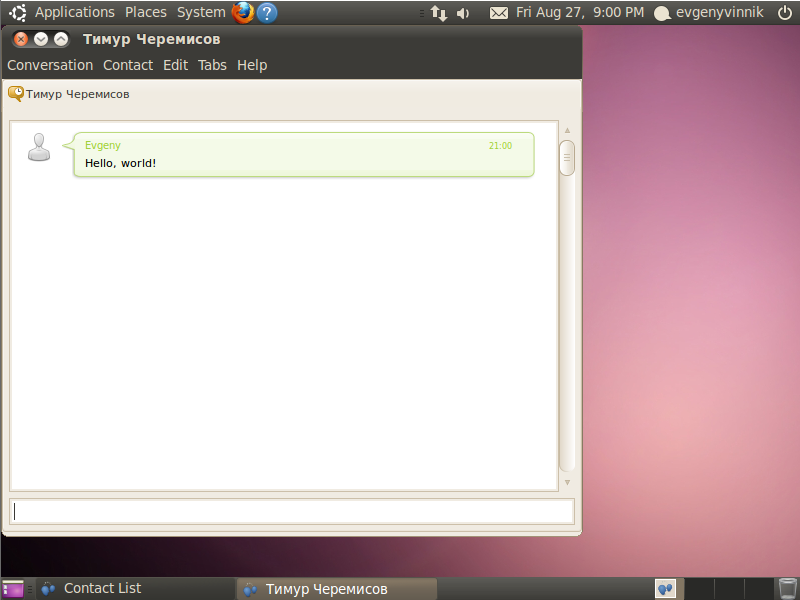 Applications Places System Fri Aug 27, 9:00 PM evgenyvinnik
Тимур Черемисов
Conversation Contact Edit Tabs Help
Тимур Черемисов
Evgeny 21:00
Hello, world!
Contact List Тимур Черемисов